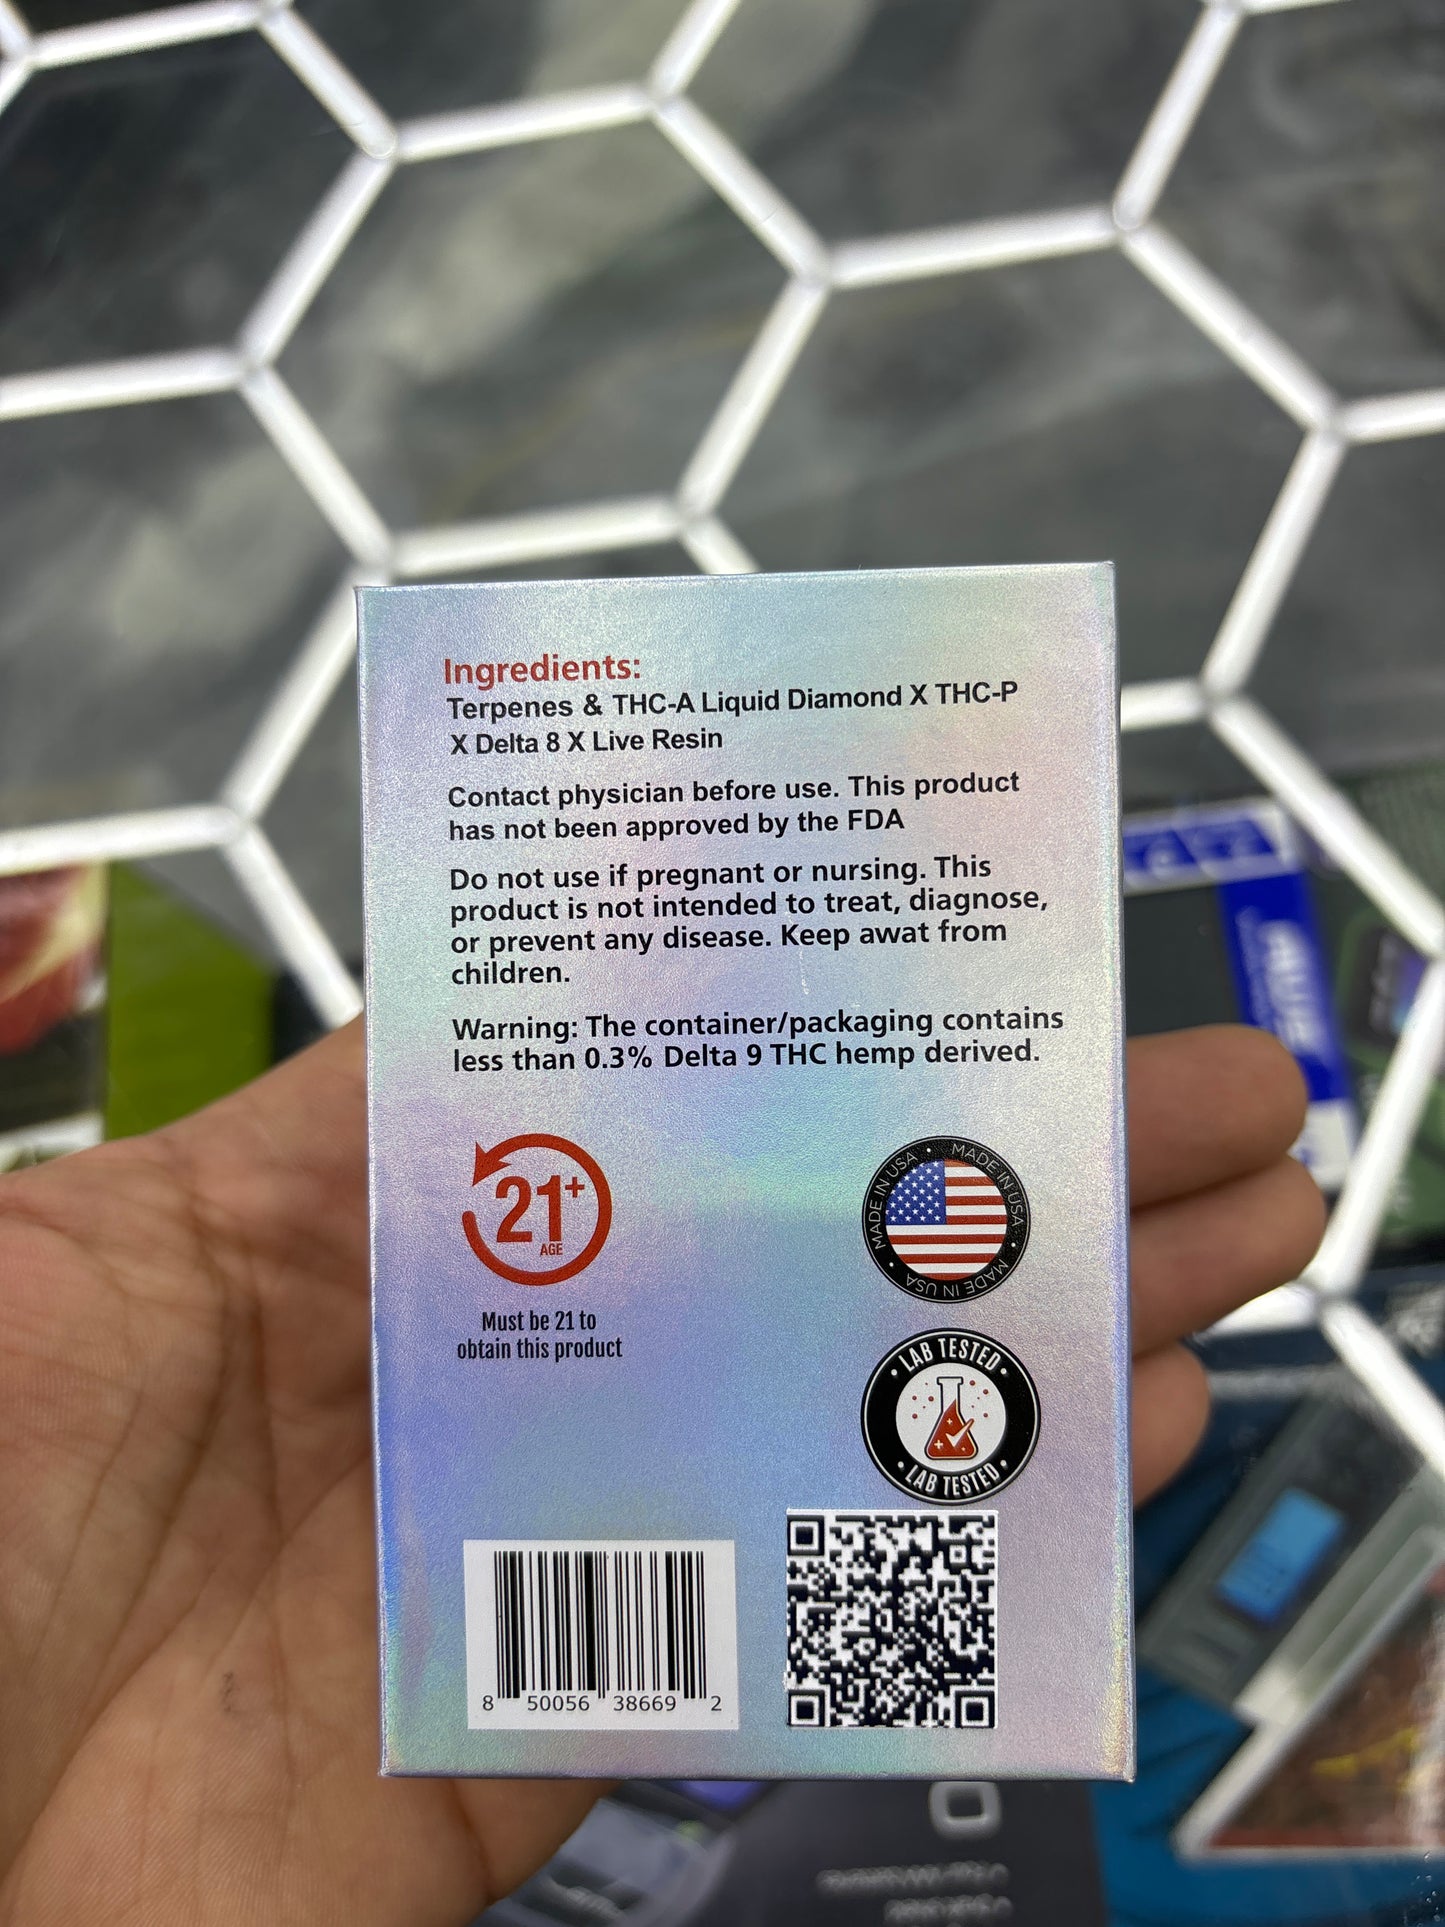 Ingredients:
Terpenes & THC-A Liquid Diamond X THC-P
X Delta 8 X Live Resin
Contact physician before use. This product
has not been approved by the FDA
Do not use if pregnant or nursing. This
product is not intended to treat, diagnose,
or prevent any disease. Keep awat from
children.
Warning: The container/packaging contains
less than 0.3% Delta 9 THC hemp derived.
21+
AGE
Must be 21 to
obtain this product
MADE IN USA • MADE IN USA • MADE IN USA •
• LAB TESTED •
• LAB TESTED •
8 50056 38669 2